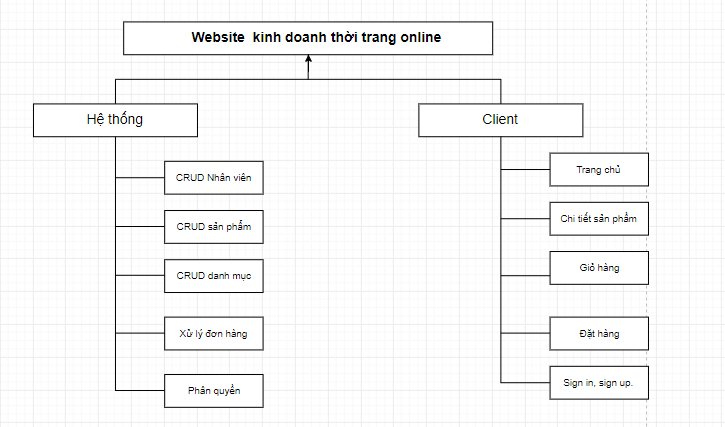 Website kinh doanh thời trang online
Hệ thống
CRUD Nhân viên
CRUD sản phẩm
CRUD danh mục
Xử lý đơn hàng
Phân quyền
Client
Trang chủ
Chi tiết sản phẩm
Giỏ hàng
Đặt hàng
Sign in, sign up.